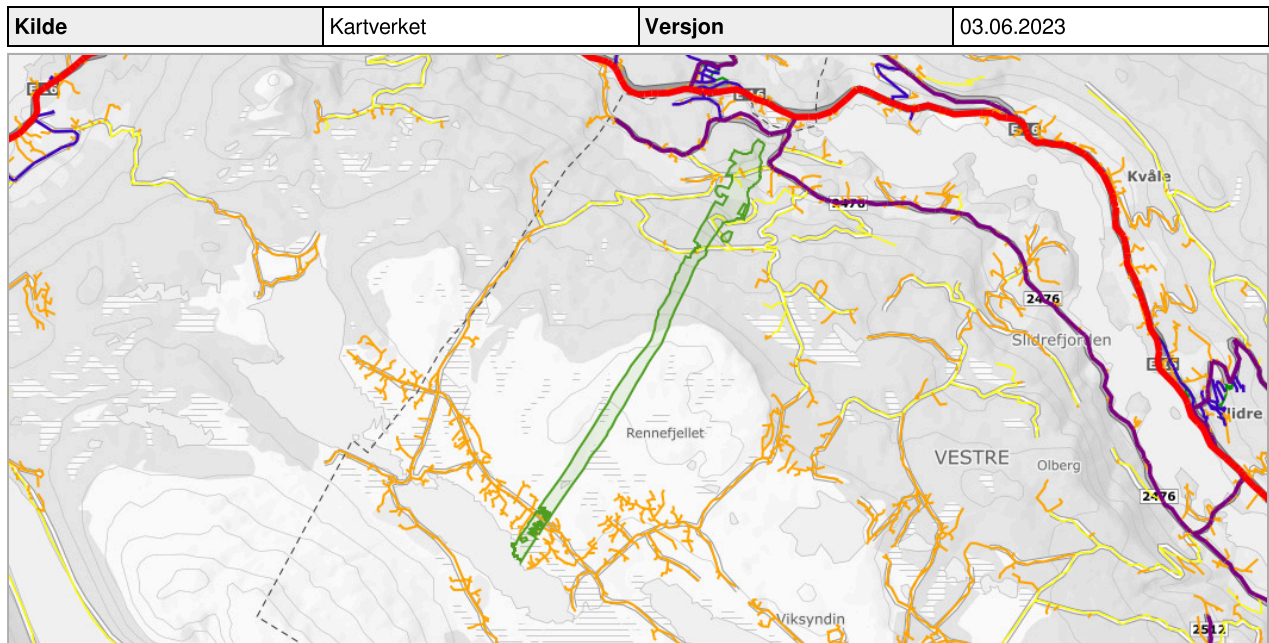 Kilde Kartverket Versjon 03.06.2023
E16
E16
E16
Kvåle
2476
2476
Slidrefjorden
E16
Slidre
Rennefjellet
VESTRE
Olberg
2476
Viksyndin
2512